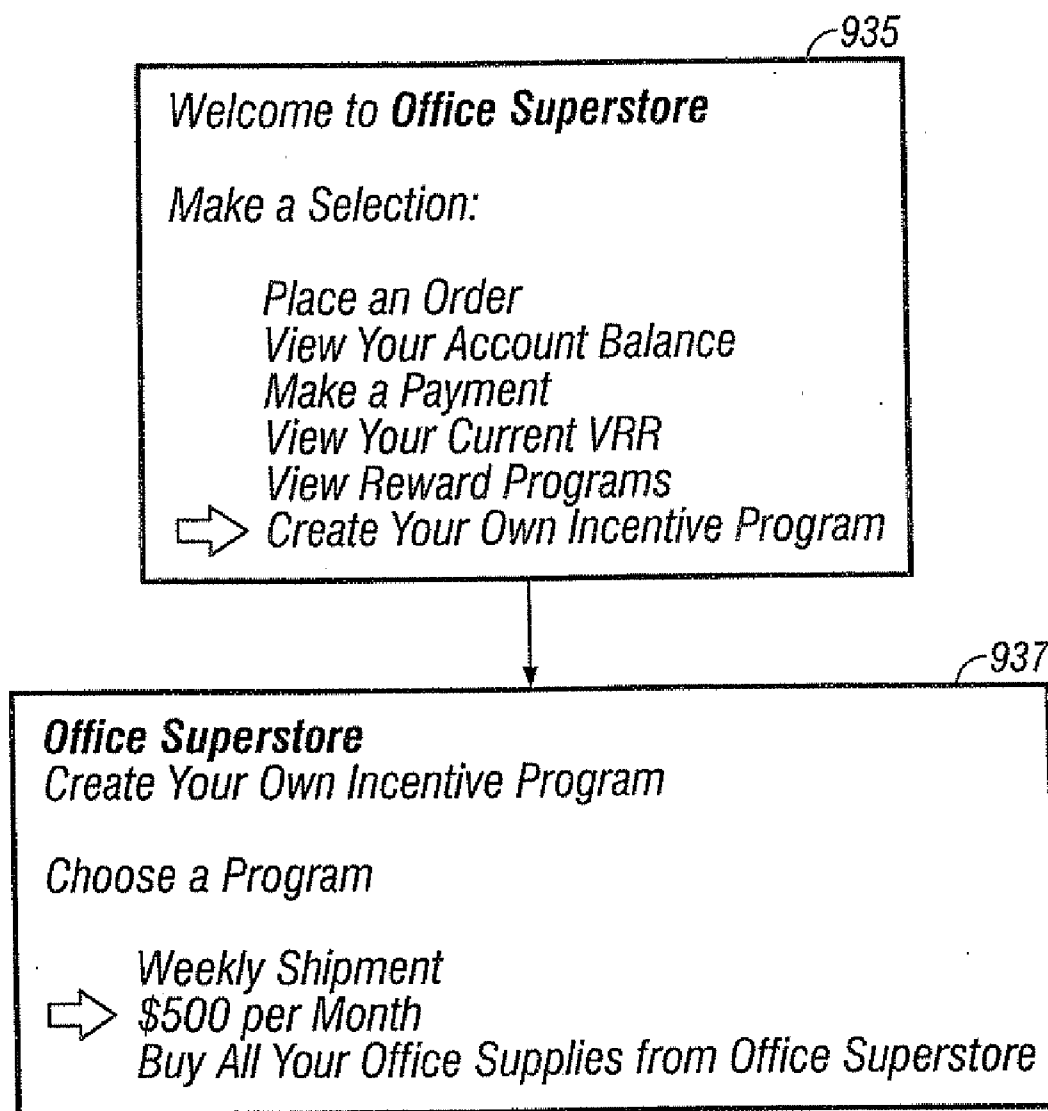 935
Welcome to Office Superstore
Make a Selection:
Place an Order
View Your Account Balance
Make a Payment
View Your Current VRR
View Reward Programs
Create Your Own Incentive Program
937
Office Superstore
Create Your Own Incentive Program
Choose a Program
Weekly Shipment
$500 per Month
Buy All Your Office Supplies from Office Superstore